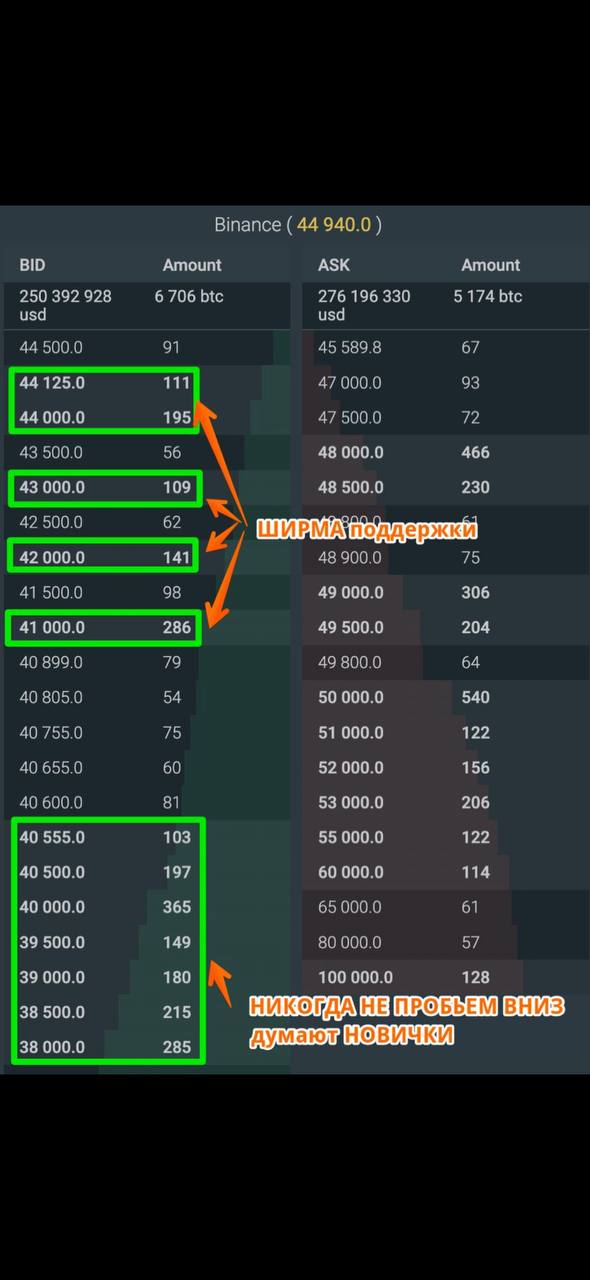 Binance ( 44 940.0 )
BID Amount ASK Amount
250 392 928 usd 6 706 btc 276 196 330 usd 5 174 btc
44 500.0 91 45 589.8 67
44 125.0 111 47 000.0 93
44 000.0 195 47 500.0 72
43 500.0 56 48 000.0 466
43 000.0 109 48 500.0 230
42 500.0 62 48 800.0 61
ШИРМА поддержки
42 000.0 141 48 900.0 75
41 500.0 98 49 000.0 306
41 000.0 286 49 500.0 204
40 899.0 79 49 800.0 64
40 805.0 54 50 000.0 540
40 755.0 75 51 000.0 122
40 655.0 60 52 000.0 156
40 600.0 81 53 000.0 206
40 555.0 103 55 000.0 122
40 500.0 197 60 000.0 114
40 000.0 365 65 000.0 61
39 500.0 149 80 000.0 57
39 000.0 180 100 000.0 128
38 500.0 215
38 000.0 285
НИКОГДА НЕ ПРОБЬЕМ ВНИЗ
думают НОВИЧКИ